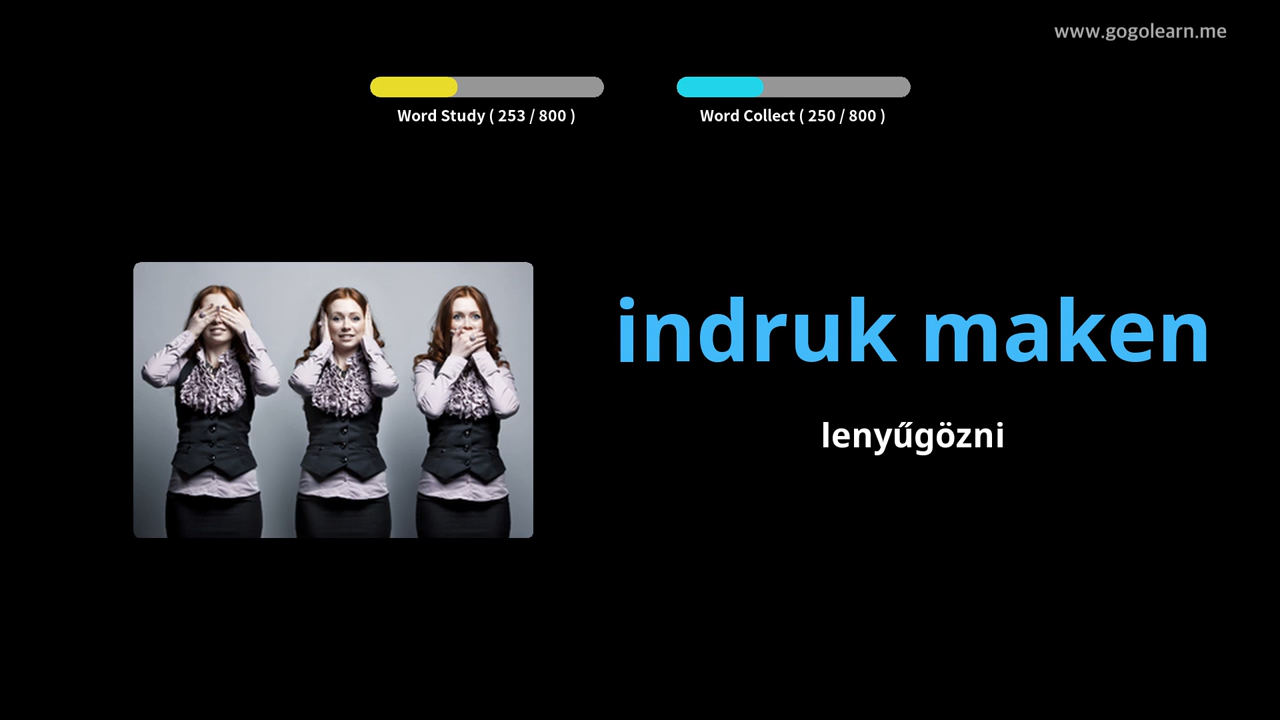 www.gogolearn.me
Word Study ( 253 / 800 )
Word Collect ( 250 / 800 )
indruk maken
lenyűgözni